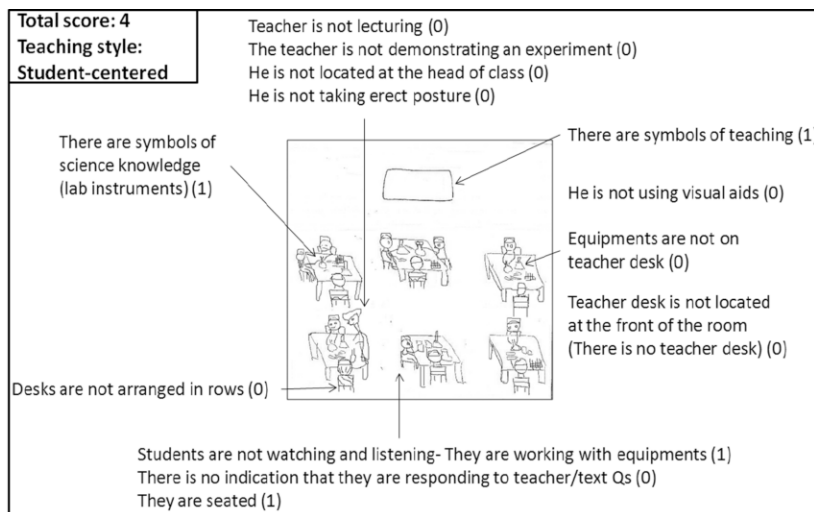 Total score: 4
Teaching style:
Student-centered
Teacher is not lecturing (0)
The teacher is not demonstrating an experiment (0)
He is not located at the head of class (0)
He is not taking erect posture (0)
There are symbols of
science knowledge
(lab instruments) (1)
There are symbols of teaching (1)
He is not using visual aids (0)
Equipments are not on
teacher desk (0)
Teacher desk is not located
at the front of the room
(There is no teacher desk) (0)
Desks are not arranged in rows (0)
Students are not watching and listening- They are working with equipments (1)
There is no indication that they are responding to teacher/text Qs (0)
They are seated (1)